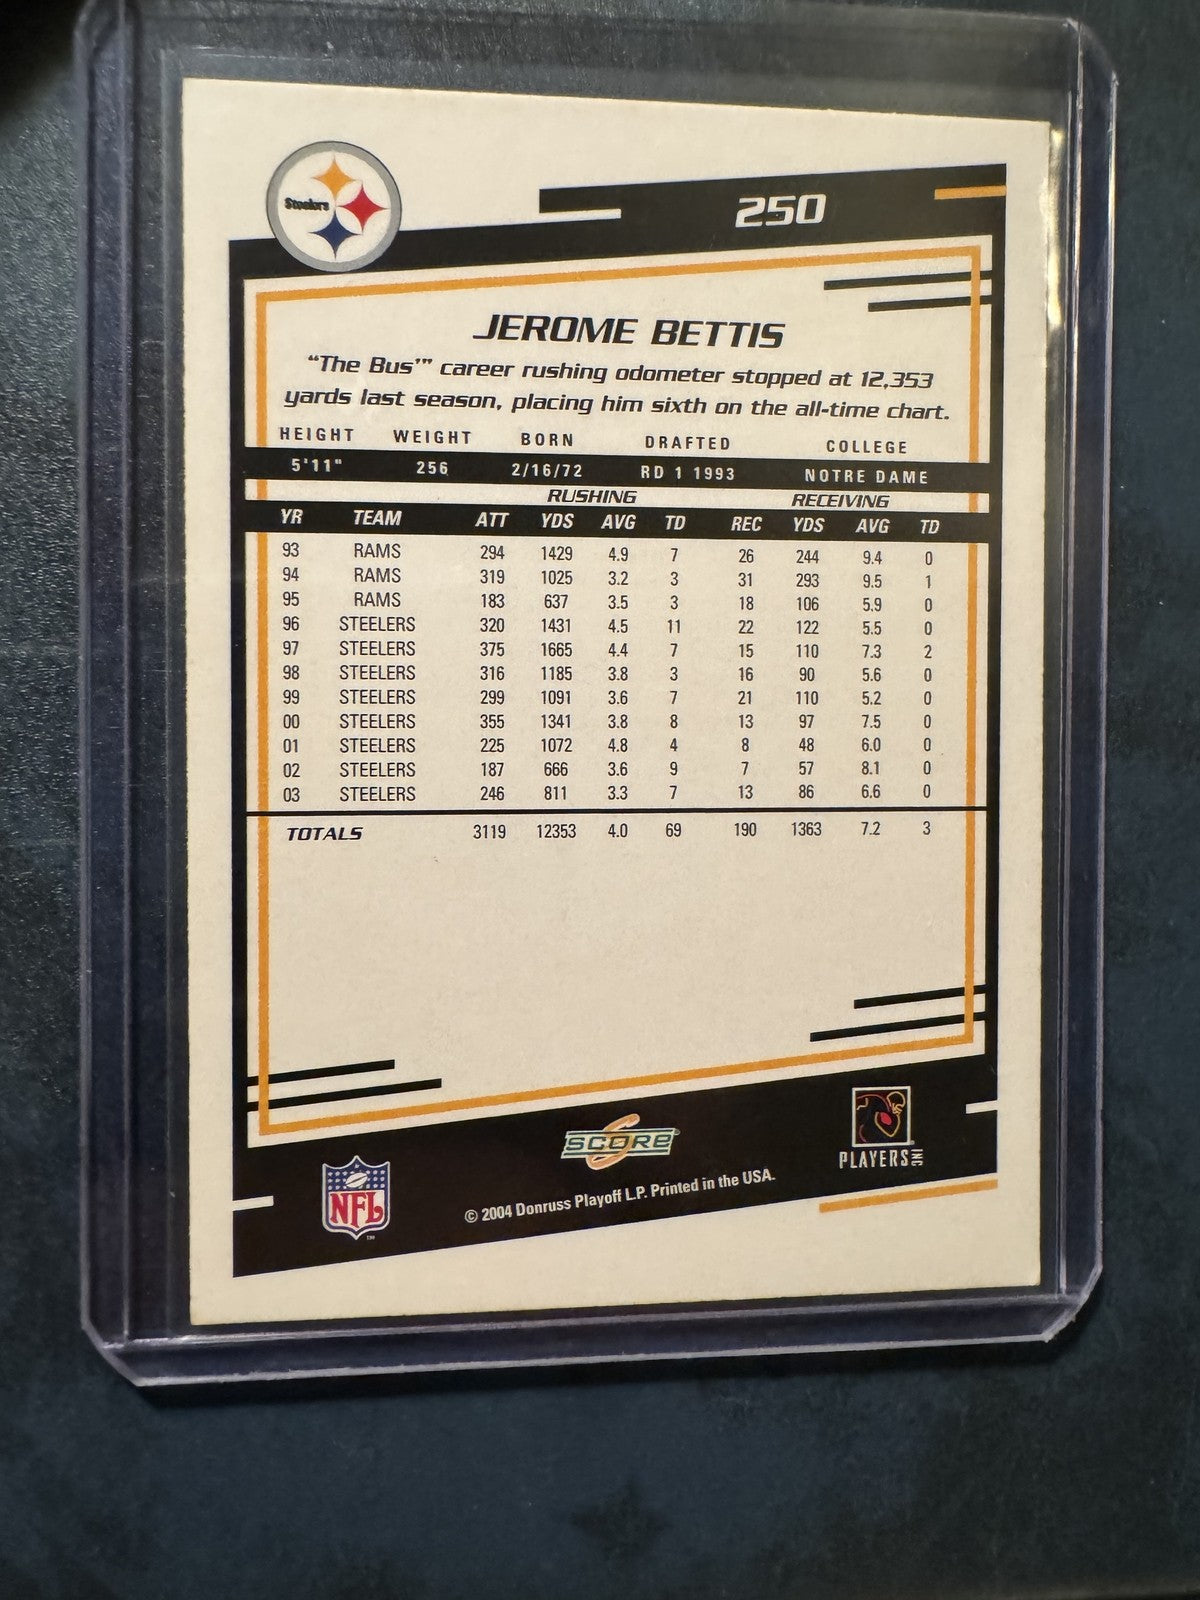 Steelers
250
JEROME BETTIS
“The Bus’” career rushing odometer stopped at 12,353
yards last season, placing him sixth on the all-time chart.
HEIGHT WEIGHT BORN DRAFTED COLLEGE
5'11" 256 2/16/72 RD 1 1993 NOTRE DAME
RUSHING RECEIVING
YR TEAM ATT YDS AVG TD REC YDS AVG TD
93 RAMS 294 1429 4.9 7 26 244 9.4 0
94 RAMS 319 1025 3.2 3 31 293 9.5 1
95 RAMS 183 637 3.5 3 18 106 5.9 0
96 STEELERS 320 1431 4.5 11 22 122 5.5 0
97 STEELERS 375 1665 4.4 7 15 110 7.3 2
98 STEELERS 316 1185 3.8 3 16 90 5.6 0
99 STEELERS 299 1091 3.6 7 21 110 5.2 0
00 STEELERS 355 1341 3.8 8 13 97 7.5 0
01 STEELERS 225 1072 4.8 4 8 48 6.0 0
02 STEELERS 187 666 3.6 9 7 57 8.1 0
03 STEELERS 246 811 3.3 7 13 86 6.6 0
TOTALS 3119 12353 4.0 69 190 1363 7.2 3
SCORE
PLAYERS INC
NFL
© 2004 Donruss Playoff L.P. Printed in the USA.